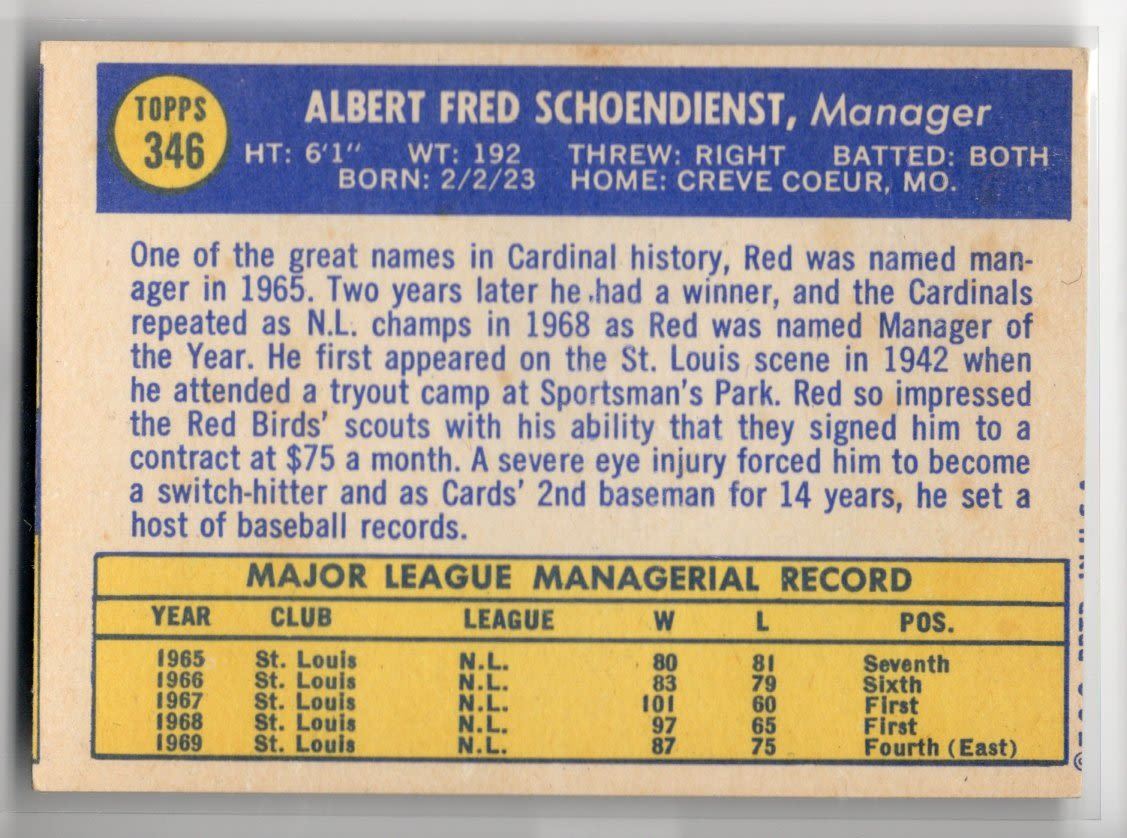 TOPPS
346
ALBERT FRED SCHOENDIENST, Manager
HT: 6'1" WT: 192 THREW: RIGHT BATTED: BOTH
BORN: 2/2/23 HOME: CREVE COEUR, MO.
One of the great names in Cardinal history, Red was named man-
ager in 1965. Two years later he had a winner, and the Cardinals
repeated as N.L. champs in 1968 as Red was named Manager of
the Year. He first appeared on the St. Louis scene in 1942 when
he attended a tryout camp at Sportsman's Park. Red so impressed
the Red Birds' scouts with his ability that they signed him to a
contract at $75 a month. A severe eye injury forced him to become
a switch-hitter and as Cards' 2nd baseman for 14 years, he set a
host of baseball records.
MAJOR LEAGUE MANAGERIAL RECORD
YEAR CLUB LEAGUE W L POS.
1965 St. Louis N.L. 80 81 Seventh
1966 St. Louis N.L. 83 79 Sixth
1967 St. Louis N.L. 101 60 First
1968 St. Louis N.L. 97 65 First
1969 St. Louis N.L. 87 75 Fourth (East)